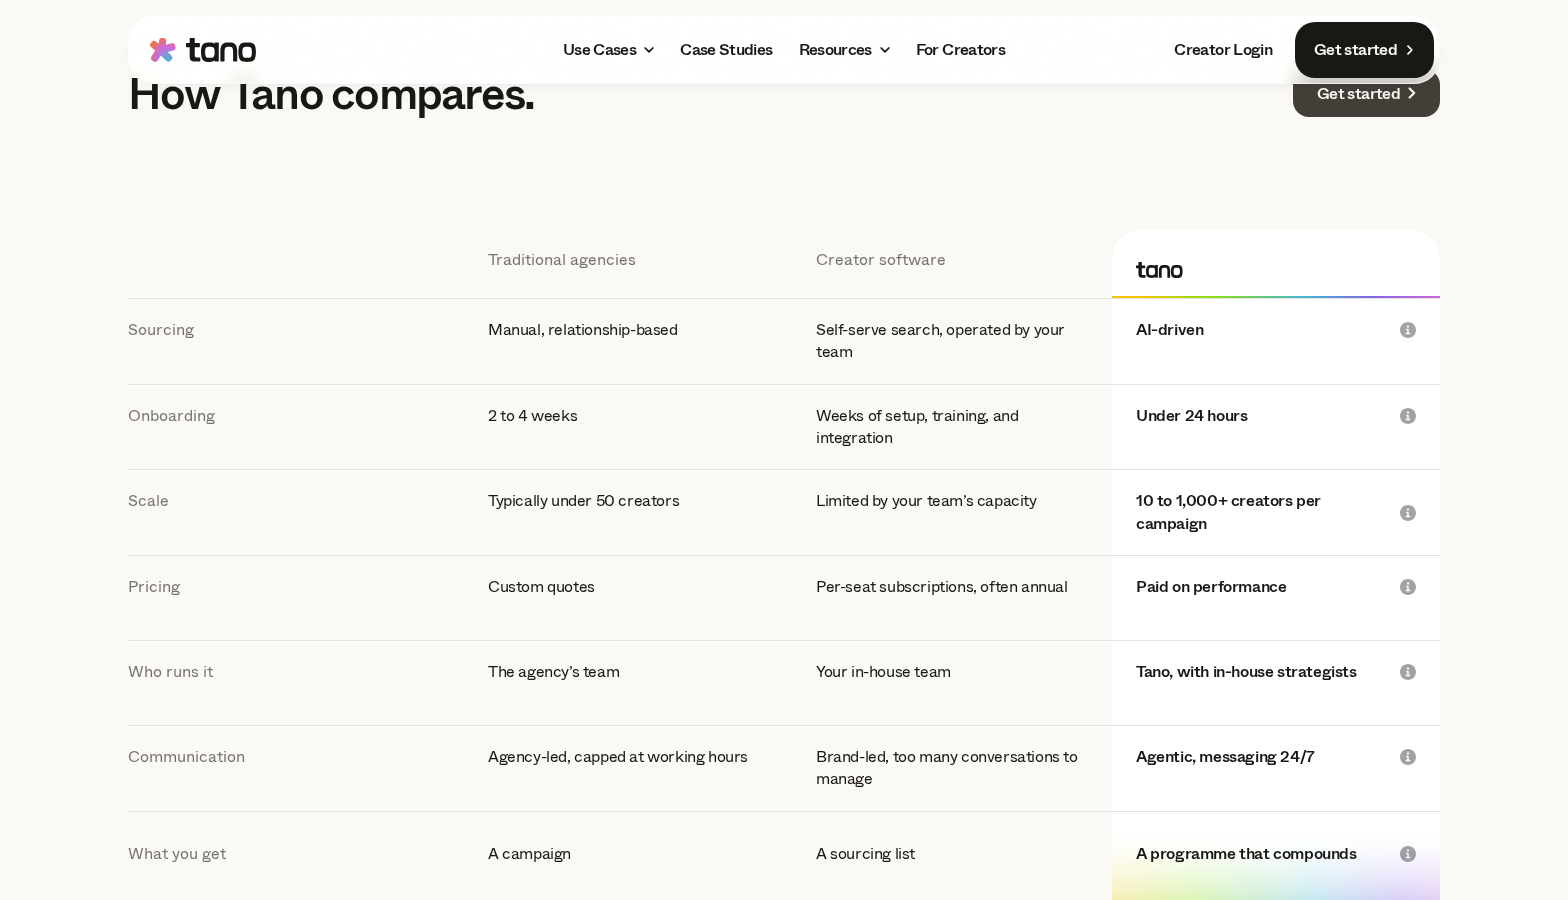 tano
Use Cases
Case Studies
Resources
For Creators
Creator Login
Get started
How Tano compares.
Get started
Traditional agencies
Creator software
tano
Sourcing
Manual, relationship-based
Self-serve search, operated by your
team
AI-driven
Onboarding
2 to 4 weeks
Weeks of setup, training, and
integration
Under 24 hours
Scale
Typically under 50 creators
Limited by your team’s capacity
10 to 1,000+ creators per
campaign
Pricing
Custom quotes
Per-seat subscriptions, often annual
Paid on performance
Who runs it
The agency’s team
Your in-house team
Tano, with in-house strategists
Communication
Agency-led, capped at working hours
Brand-led, too many conversations to
manage
Agentic, messaging 24/7
What you get
A campaign
A sourcing list
A programme that compounds